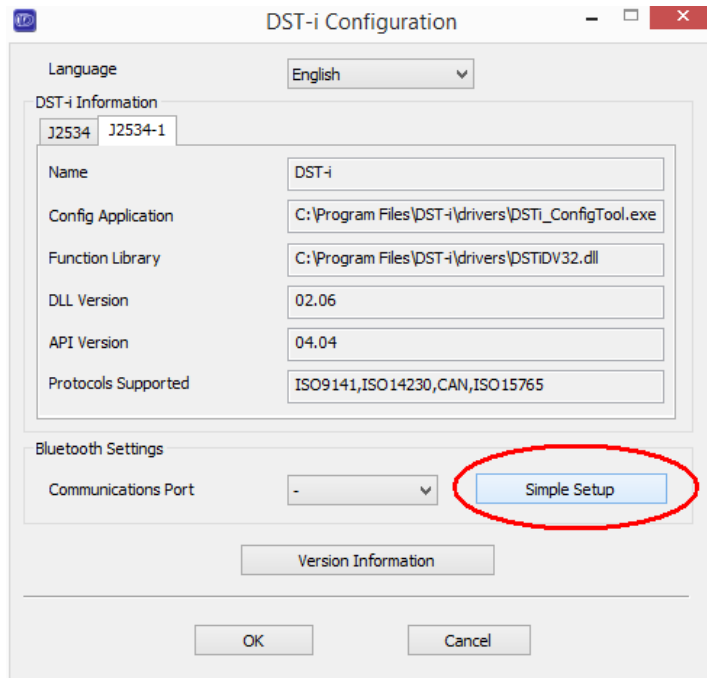 DST-i Configuration
Language English
DST-i Information
J2534 J2534-1
Name DST-i
Config Application C:\Program Files\DST-i\drivers\DSTi_ConfigTool.exe
Function Library C:\Program Files\DST-i\drivers\DSTiDV32.dll
DLL Version 02.06
API Version 04.04
Protocols Supported ISO9141,ISO14230,CAN,ISO15765
Bluetooth Settings
Communications Port - Simple Setup
Version Information
OK Cancel